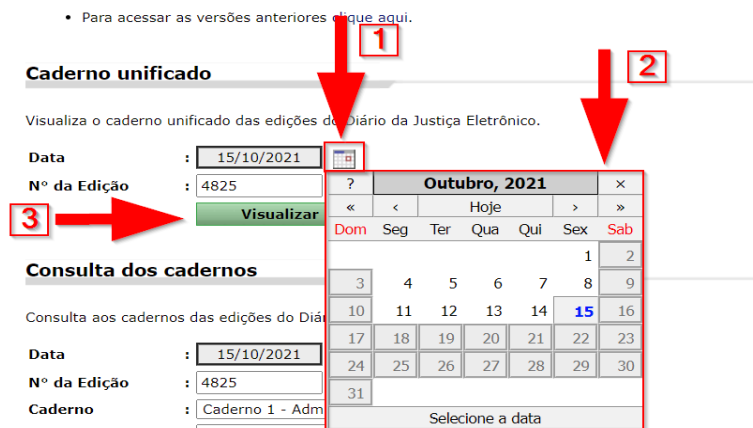 • Para acessar as versões anteriores clique aqui.
1
Caderno unificado
2
Visualiza o caderno unificado das edições do Diário da Justiça Eletrônico.
Data : 15/10/2021
Nº da Edição : 4825
3 Visualizar
? Outubro, 2021 ×
« ‹ Hoje › »
Dom Seg Ter Qua Qui Sex Sab
1 2
3 4 5 6 7 8 9
10 11 12 13 14 15 16
17 18 19 20 21 22 23
24 25 26 27 28 29 30
31
Selecione a data
Consulta dos cadernos
Consulta aos cadernos das edições do Diá
Data : 15/10/2021
Nº da Edição : 4825
Caderno : Caderno 1 - Adm